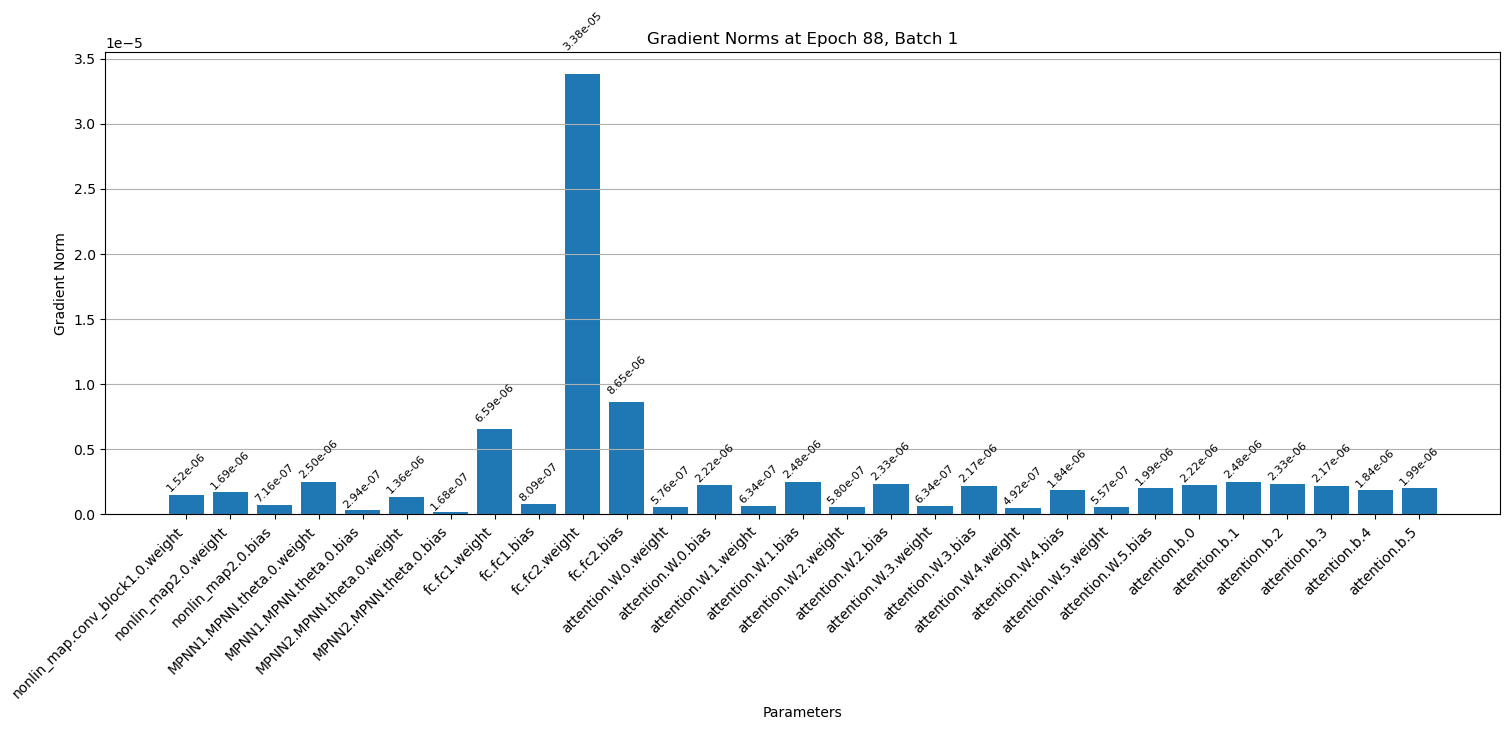 Gradient Norms at Epoch 88, Batch 1
1e−5
Gradient Norm
3.5
3.0
2.5
2.0
1.5
1.0
0.5
0.0
1.52e-06
1.69e-06
7.16e-07
2.50e-06
2.94e-07
1.36e-06
1.68e-07
6.59e-06
8.09e-07
3.38e-05
8.65e-06
5.76e-07
2.22e-06
6.34e-07
2.48e-06
5.80e-07
2.33e-06
6.34e-07
2.17e-06
4.92e-07
1.84e-06
5.57e-07
1.99e-06
2.22e-06
2.48e-06
2.33e-06
2.17e-06
1.84e-06
1.99e-06
nonlin_map.conv_block1.0.weight
nonlin_map2.0.weight
nonlin_map2.0.bias
MPNN1.MPNN.theta.0.weight
MPNN1.MPNN.theta.0.bias
MPNN2.MPNN.theta.0.weight
MPNN2.MPNN.theta.0.bias
fc.fc1.weight
fc.fc1.bias
fc.fc2.weight
fc.fc2.bias
attention.W.0.weight
attention.W.0.bias
attention.W.1.weight
attention.W.1.bias
attention.W.2.weight
attention.W.2.bias
attention.W.3.weight
attention.W.3.bias
attention.W.4.weight
attention.W.4.bias
attention.W.5.weight
attention.W.5.bias
attention.b.0
attention.b.1
attention.b.2
attention.b.3
attention.b.4
attention.b.5
Parameters